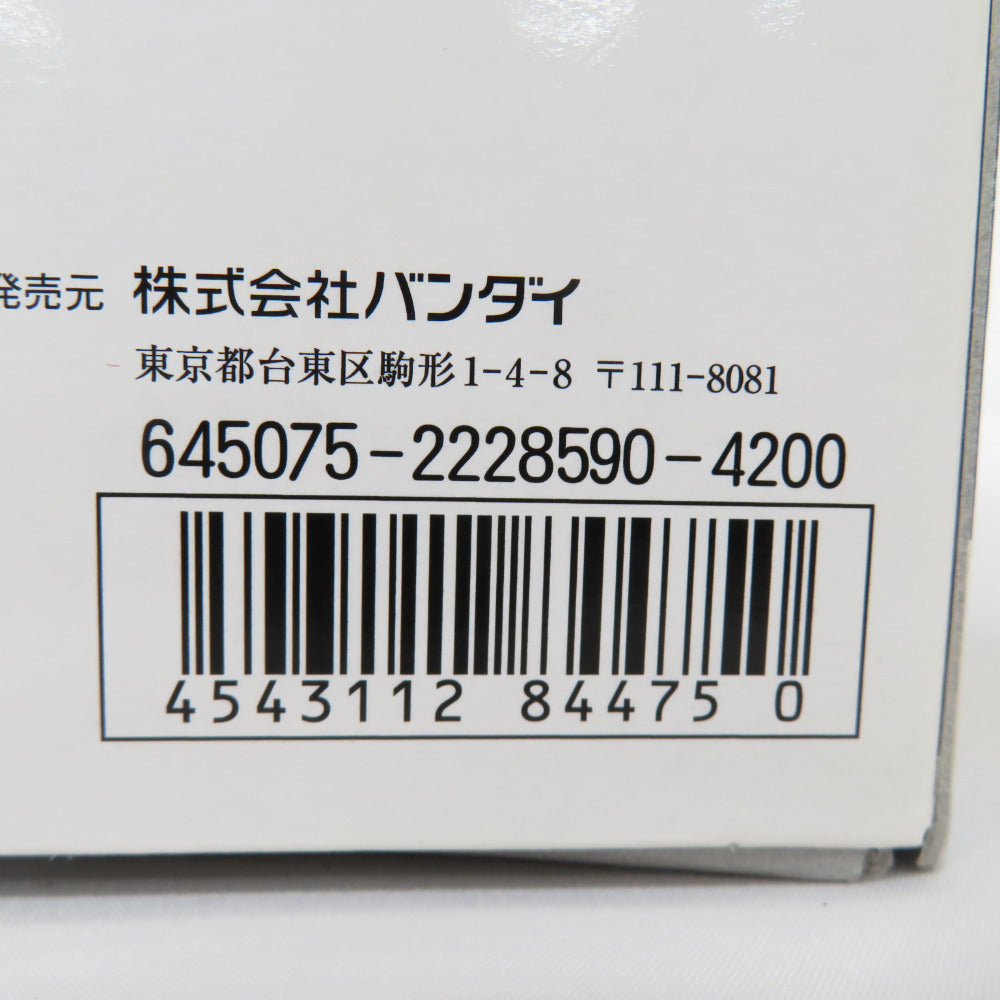 発売元 株式会社バンダイ
東京都台東区駒形1-4-8 〒111-8081
645075-2228590-4200
4543112 84475 0